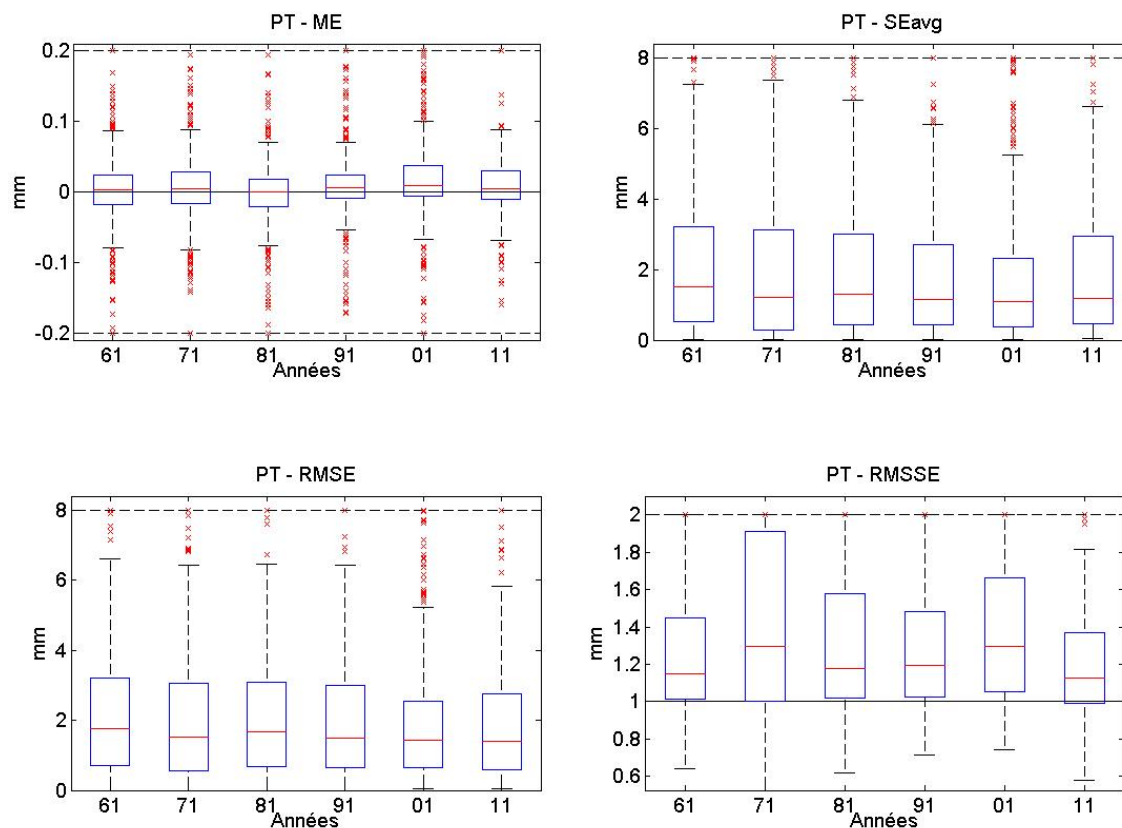 PT - ME
0.2
0.1
0
-0.1
-0.2
mm
61 71 81 91 01 11
Années
PT - SEavg
8
6
4
2
0
mm
61 71 81 91 01 11
Années
PT - RMSE
8
6
4
2
0
mm
61 71 81 91 01 11
Années
PT - RMSSE
2
1.8
1.6
1.4
1.2
1
0.8
0.6
mm
61 71 81 91 01 11
Années